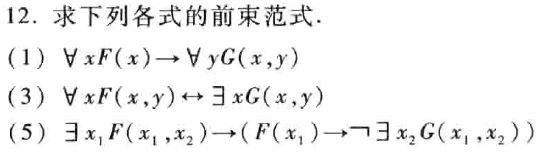 12. 求下列各式的前束范式.
(1) ∀xF(x)→∀yG(x,y)
(3) ∀xF(x,y)↔∃xG(x,y)
(5) ∃x₁F(x₁,x₂)→(F(x₁)→¬∃x₂G(x₁,x₂))